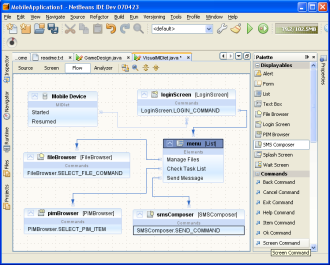 MobileApplication1 - NetBeans IDE Dev 070423
File Edit View Navigate Source Refactor Build Run Versioning Tools Profile Window Help
<default>
74.2/102.5MB
...ome readme.txt GameDesign.java VisualMIDlet.java *
Source Screen Flow Analyzer
Inspector
Navigator
Runtime
Files
Projects
Mobile Device
MIDlet
Started
Resumed
loginScreen [LoginScreen]
Commands
LoginScreen:LOGIN_COMMAND
menu [List]
Elements
Manage Files
Check Task List
Send Message
fileBrowser [FileBrowser]
Commands
FileBrowser:SELECT_FILE_COMMAND
pimBrowser [PIMBrowser]
Commands
PIMBrowser:SELECT_PIM_ITEM
smsComposer [SMSComposer]
Commands
SMSComposer:SEND_COMMAND
Palette
Displayables
Alert
Form
List
Text Box
File Browser
Login Screen
PIM Browser
SMS Composer
Splash Screen
Wait Screen
Commands
Back Command
Cancel Command
Exit Command
Help Command
Item Command
Ok Command
Screen Command
Screen Command
Properties